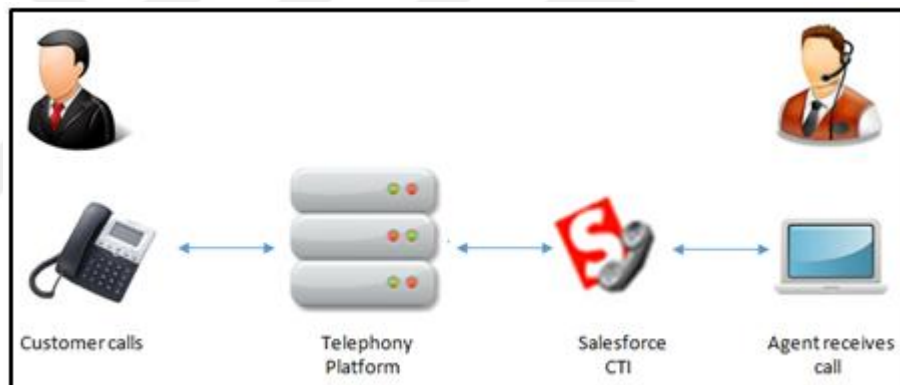 Customer calls
Telephony
Platform
Salesforce
CTI
Agent receives
call
S